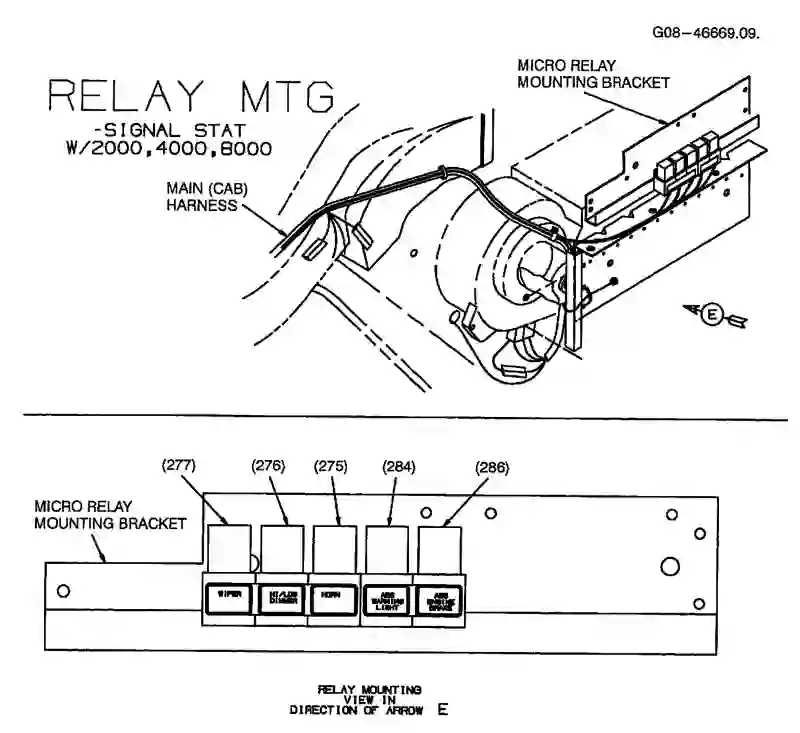 G08-46669.09.
MICRO RELAY
MOUNTING BRACKET
RELAY MTG
-SIGNAL STAT
W/2000,4000,8000
MAIN (CAB)
HARNESS
E
(277) (276) (275) (284) (286)
MICRO RELAY
MOUNTING BRACKET
WIPER
HI/LOW
DIMMER
HORN
ABS
WARNING
LIGHT
ABS
ENGINE
BRAKE
RELAY MOUNTING
VIEW IN
DIRECTION OF ARROW E